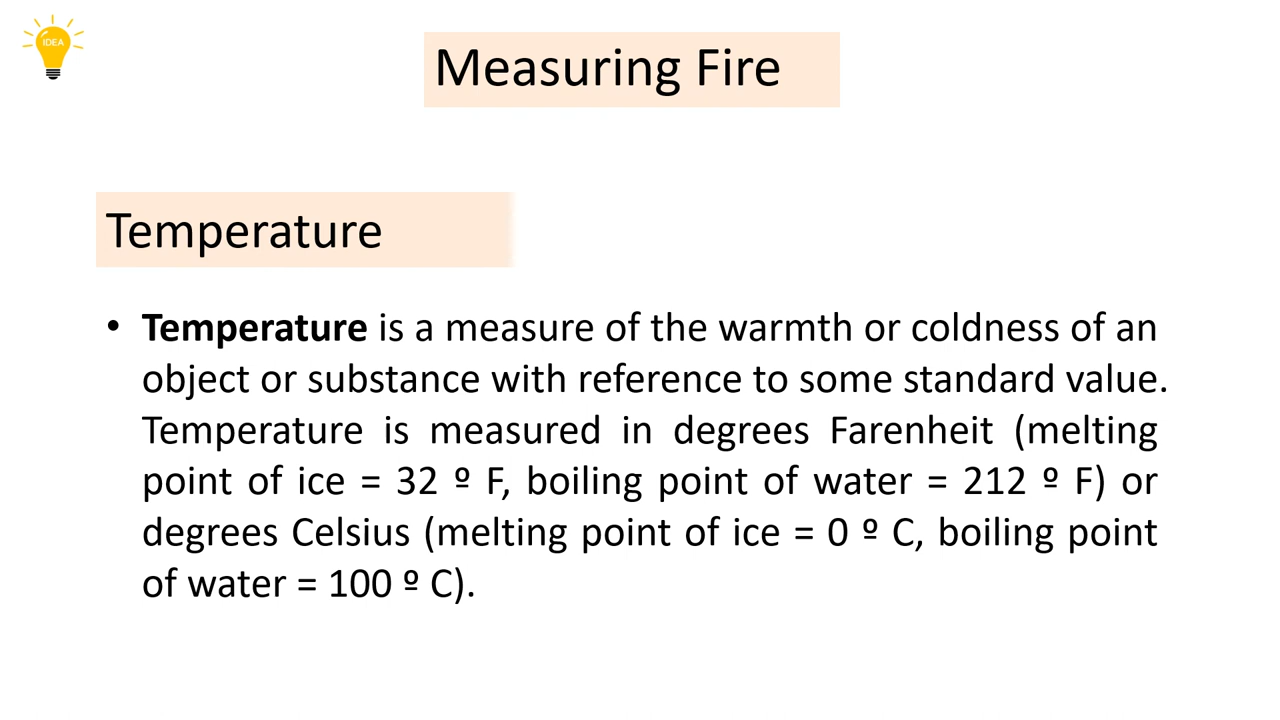 IDEA
Measuring Fire
Temperature
• Temperature is a measure of the warmth or coldness of an
object or substance with reference to some standard value.
Temperature is measured in degrees Farenheit (melting
point of ice = 32 º F, boiling point of water = 212 º F) or
degrees Celsius (melting point of ice = 0 º C, boiling point
of water = 100 º C).